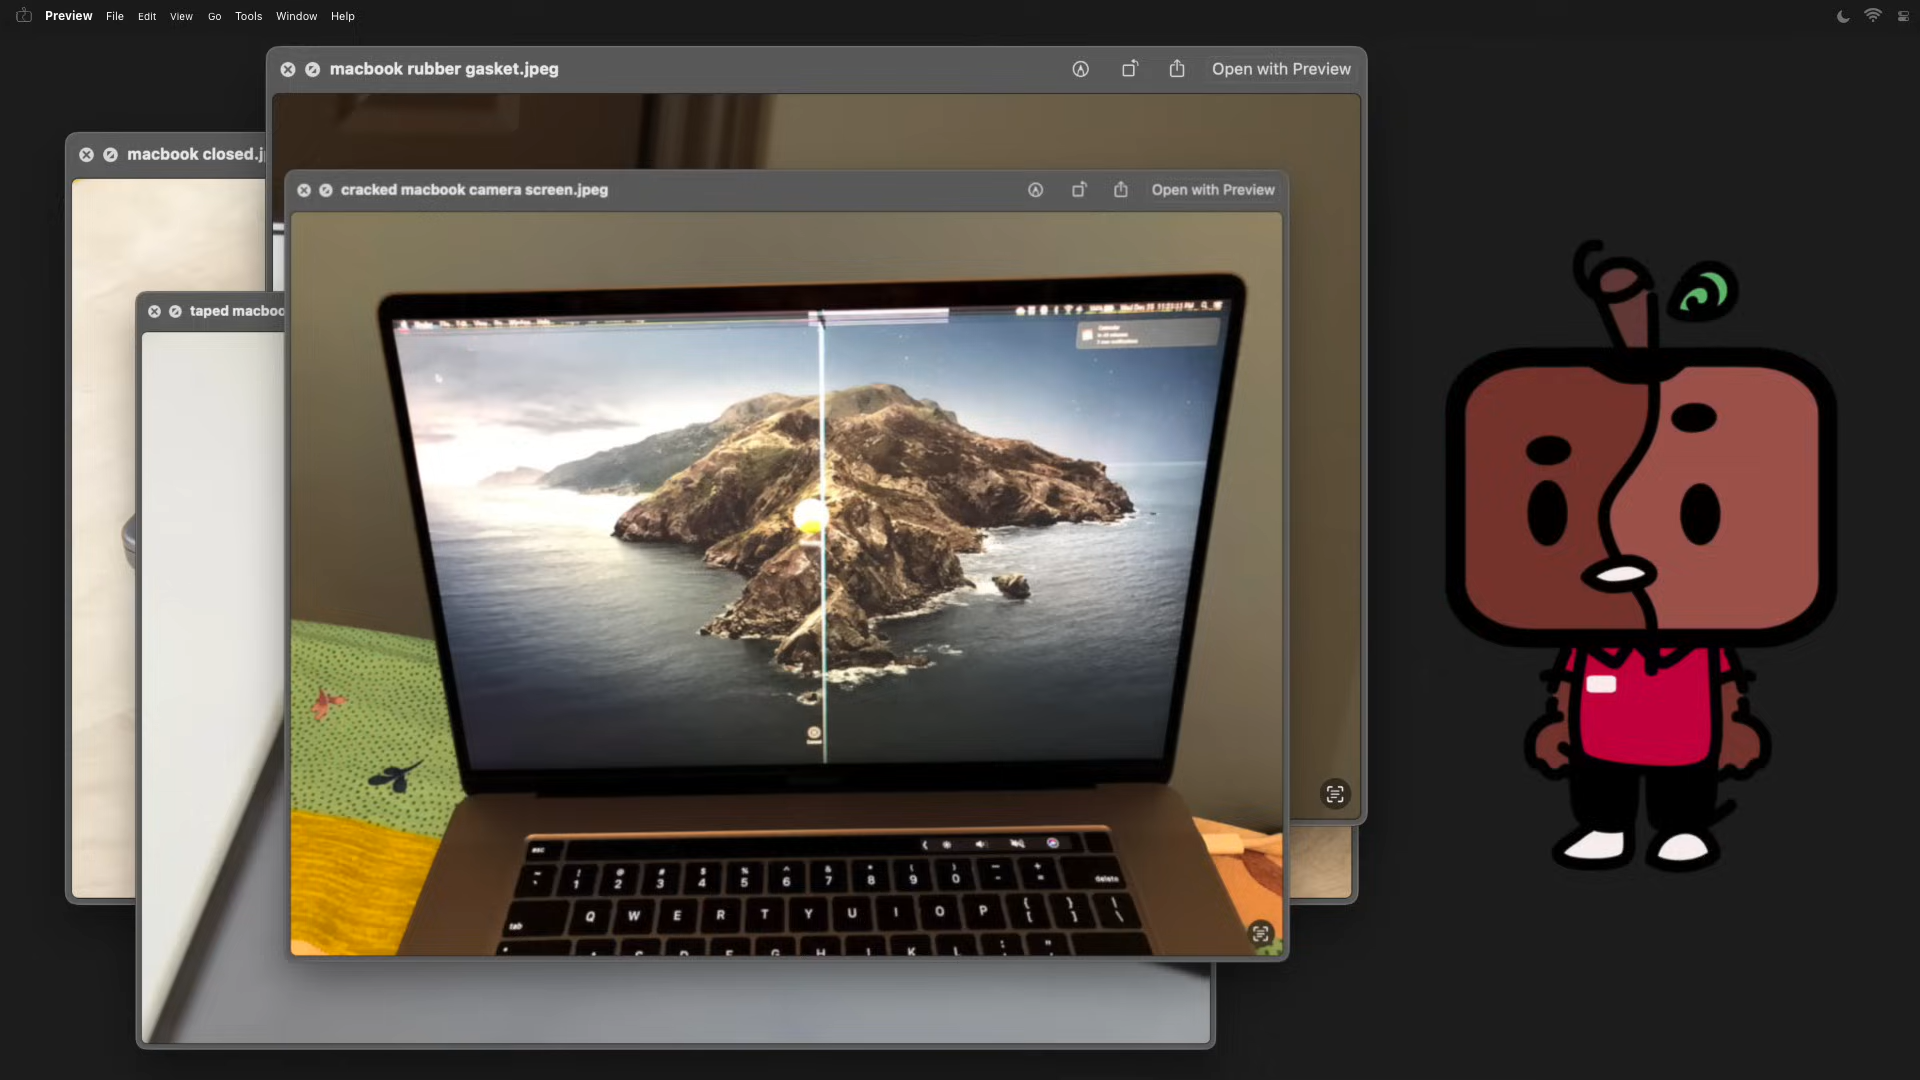 Preview File Edit View Go Tools Window Help
macbook rubber gasket.jpeg
Open with Preview
macbook closed.j
cracked macbook camera screen.jpeg
Open with Preview
taped macboo
esc
~ ! @ # $ % ^ & * ( ) — +
` 1 2 3 4 5 6 7 8 9 0 - = delete
tab Q W E R T Y U I O P { [ } ] | \
A S D F G H J K L : "